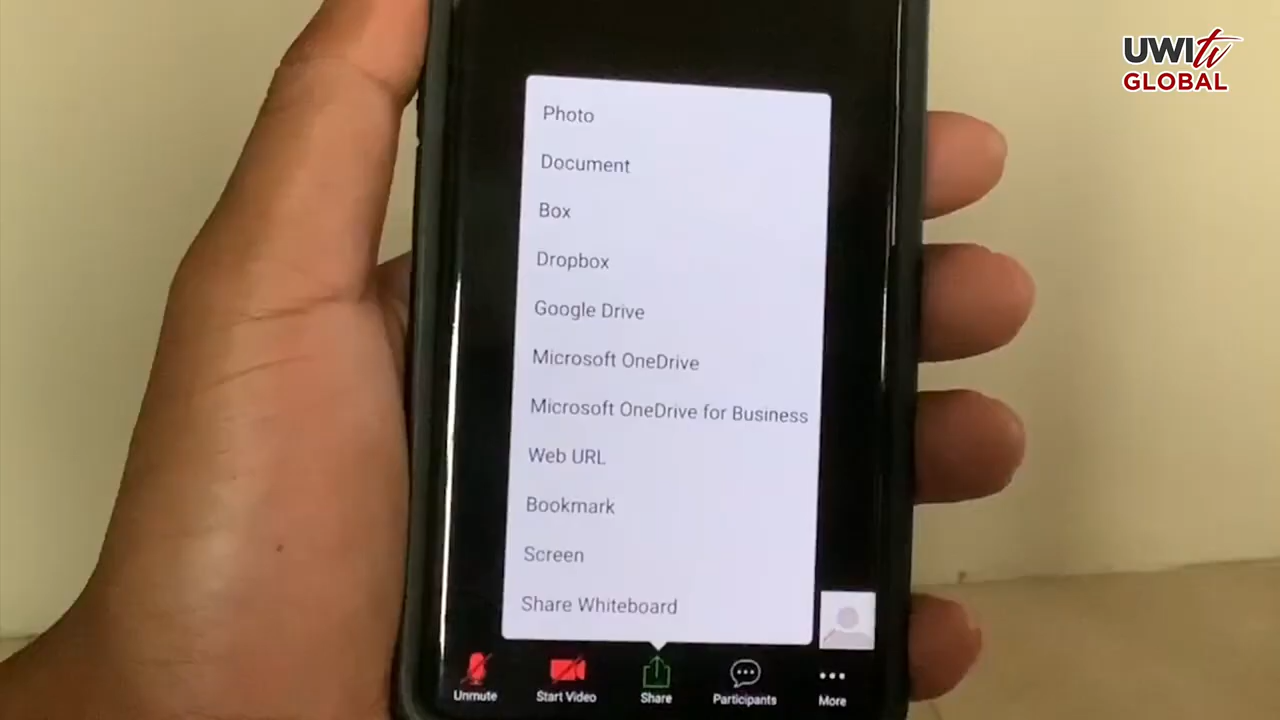 UWItv
GLOBAL
Photo
Document
Box
Dropbox
Google Drive
Microsoft OneDrive
Microsoft OneDrive for Business
Web URL
Bookmark
Screen
Share Whiteboard
Unmute
Start Video
Share
Participants
More